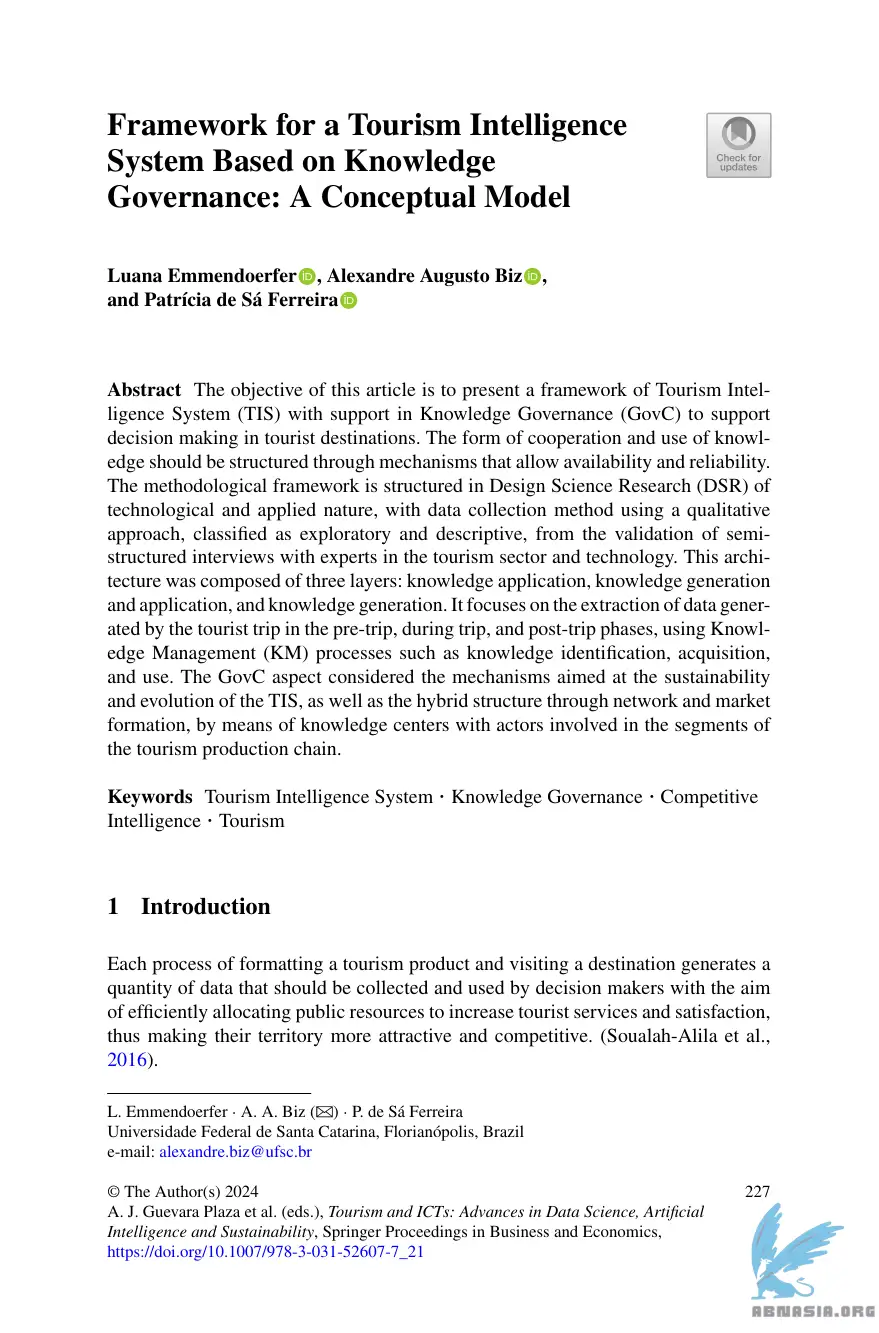 Framework for a Tourism Intelligence
System Based on Knowledge
Governance: A Conceptual Model
Check for
updates
Luana Emmendoerfer iD , Alexandre Augusto Biz iD ,
and Patrícia de Sá Ferreira iD
Abstract The objective of this article is to present a framework of Tourism Intel-
ligence System (TIS) with support in Knowledge Governance (GovC) to support
decision making in tourist destinations. The form of cooperation and use of knowl-
edge should be structured through mechanisms that allow availability and reliability.
The methodological framework is structured in Design Science Research (DSR) of
technological and applied nature, with data collection method using a qualitative
approach, classified as exploratory and descriptive, from the validation of semi-
structured interviews with experts in the tourism sector and technology. This archi-
tecture was composed of three layers: knowledge application, knowledge generation
and application, and knowledge generation. It focuses on the extraction of data gener-
ated by the tourist trip in the pre-trip, during trip, and post-trip phases, using Knowl-
edge Management (KM) processes such as knowledge identification, acquisition,
and use. The GovC aspect considered the mechanisms aimed at the sustainability
and evolution of the TIS, as well as the hybrid structure through network and market
formation, by means of knowledge centers with actors involved in the segments of
the tourism production chain.
Keywords Tourism Intelligence System · Knowledge Governance · Competitive
Intelligence · Tourism
1 Introduction
Each process of formatting a tourism product and visiting a destination generates a
quantity of data that should be collected and used by decision makers with the aim
of efficiently allocating public resources to increase tourist services and satisfaction,
thus making their territory more attractive and competitive. (Soualah-Alila et al.,
2016).
L. Emmendoerfer · A. A. Biz (✉) · P. de Sá Ferreira
Universidade Federal de Santa Catarina, Florianópolis, Brazil
e-mail: alexandre.biz@ufsc.br
© The Author(s) 2024 227
A. J. Guevara Plaza et al. (eds.), Tourism and ICTs: Advances in Data Science, Artificial
Intelligence and Sustainability, Springer Proceedings in Business and Economics,
https://doi.org/10.1007/978-3-031-52607-7_21
ABNASIA.ORG